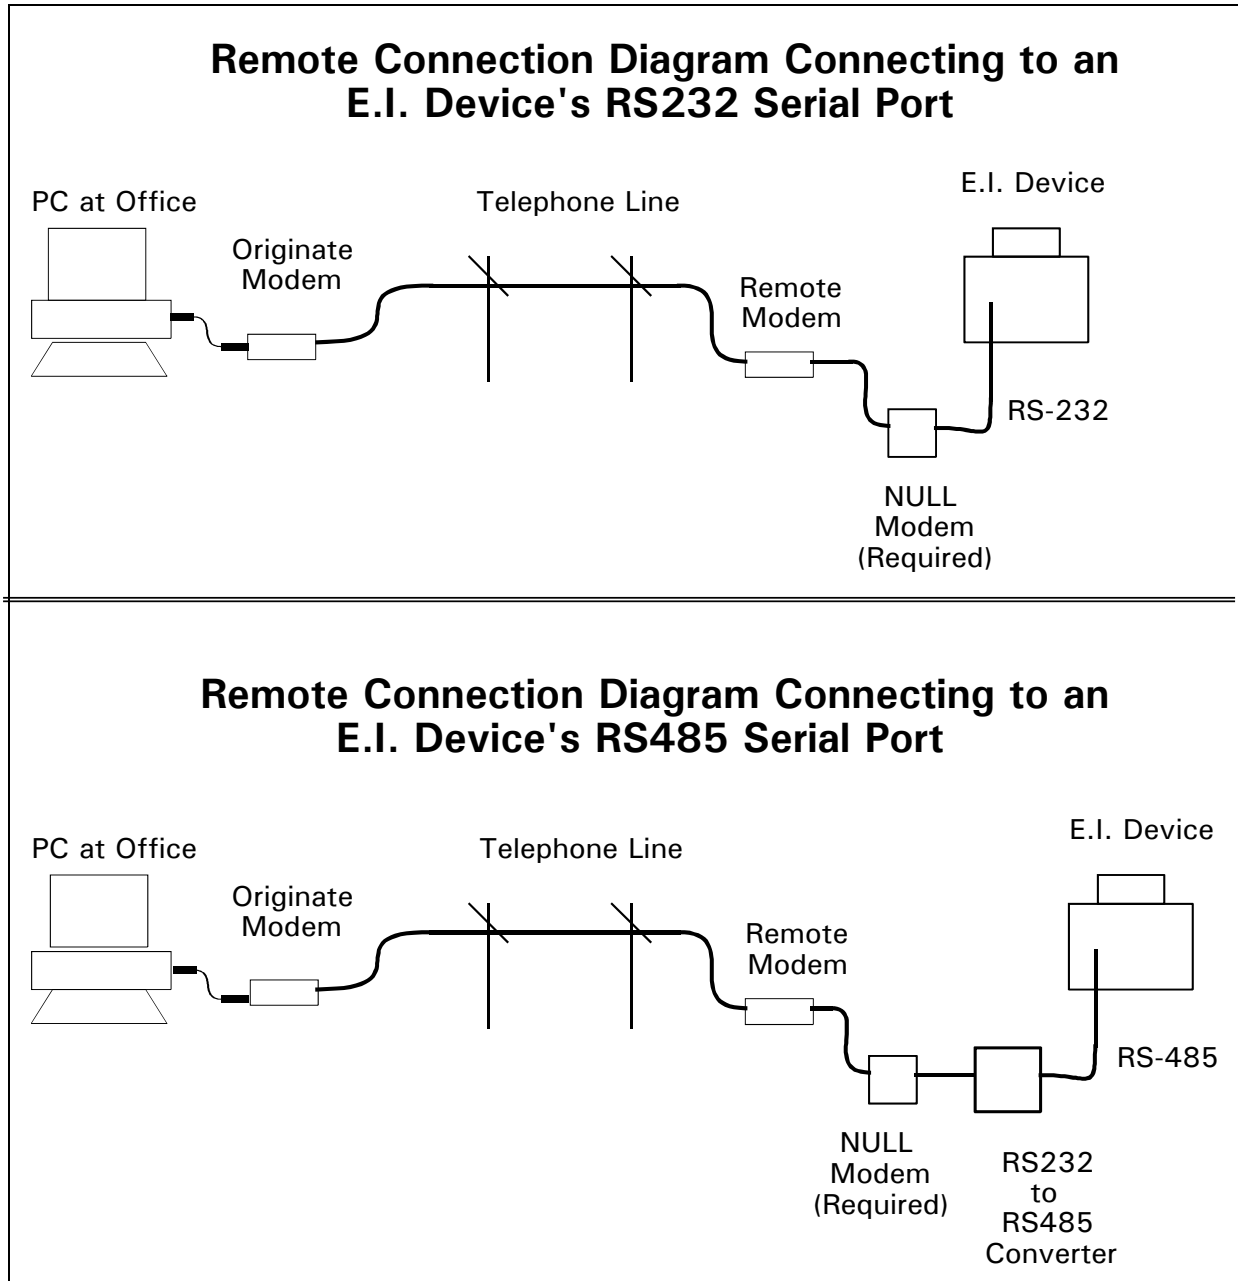 Remote Connection Diagram Connecting to an
E.I. Device's RS232 Serial Port
PC at Office
Originate
Modem
Telephone Line
Remote
Modem
E.I. Device
RS-232
NULL
Modem
(Required)
Remote Connection Diagram Connecting to an
E.I. Device's RS485 Serial Port
PC at Office
Originate
Modem
Telephone Line
Remote
Modem
E.I. Device
RS-485
NULL
Modem
(Required)
RS232
to
RS485
Converter